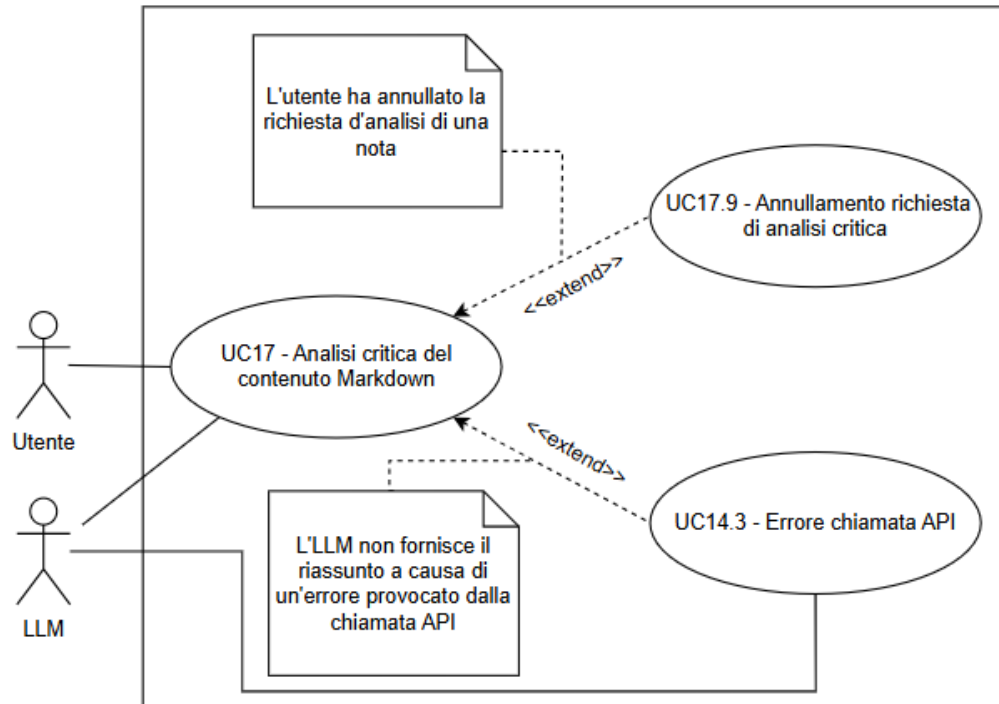 L'utente ha annullato la
richiesta d'analisi di una
nota
UC17.9 - Annullamento richiesta
di analisi critica
<<extend>>
UC17 - Analisi critica del
contenuto Markdown
Utente
<<extend>>
UC14.3 - Errore chiamata API
L'LLM non fornisce il
riassunto a causa di
un'errore provocato dalla
chiamata API
LLM